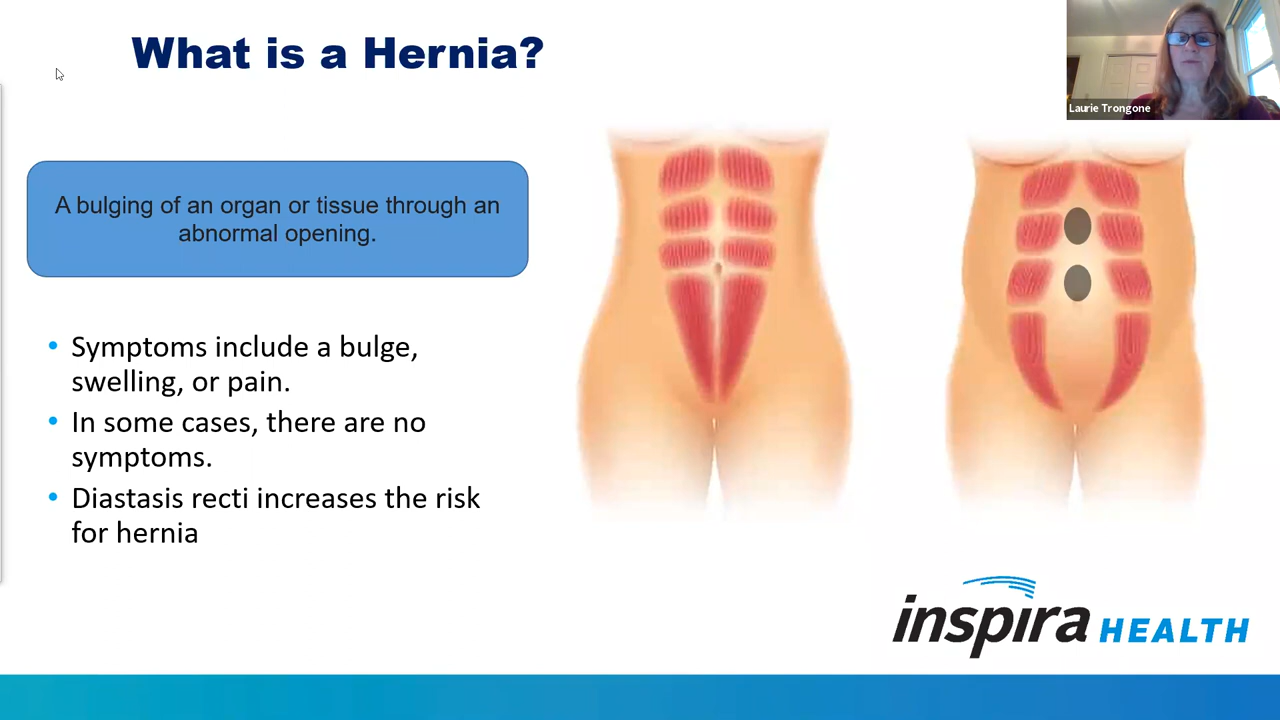 What is a Hernia?
Laurie Trongone
A bulging of an organ or tissue through an
abnormal opening.
• Symptoms include a bulge,
swelling, or pain.
• In some cases, there are no
symptoms.
• Diastasis recti increases the risk
for hernia
inspira HEALTH